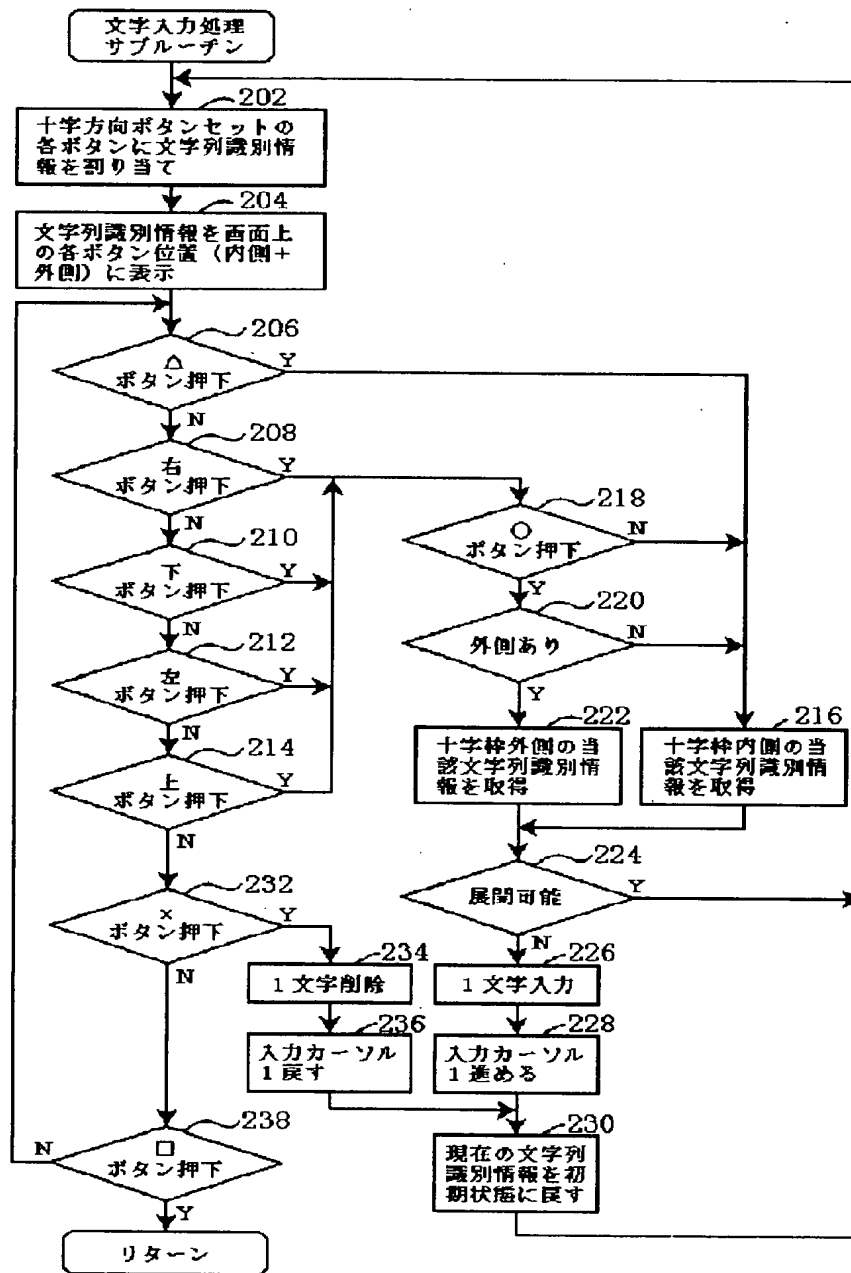 文字入力処理
サブルーチン
202
十字方向ボタンセットの
各ボタンに文字列識別情
報を割り当て
204
文字列識別情報を画面上
の各ボタン位置（内側＋
外側）に表示
206
△
ボタン押下
Y
N
208
右
ボタン押下
Y
N
210
下
ボタン押下
Y
N
212
左
ボタン押下
Y
N
214
上
ボタン押下
Y
N
218
○
ボタン押下
N
Y
220
外側あり
N
Y
222
十字枠外側の当
該文字列識別情
報を取得
216
十字枠内側の当
該文字列識別情
報を取得
224
展開可能
Y
N
226
1文字入力
228
入力カーソル
1進める
232
×
ボタン押下
Y
N
234
1文字削除
236
入力カーソル
1戻す
230
現在の文字列
識別情報を初
期状態に戻す
238
□
ボタン押下
N
Y
リターン